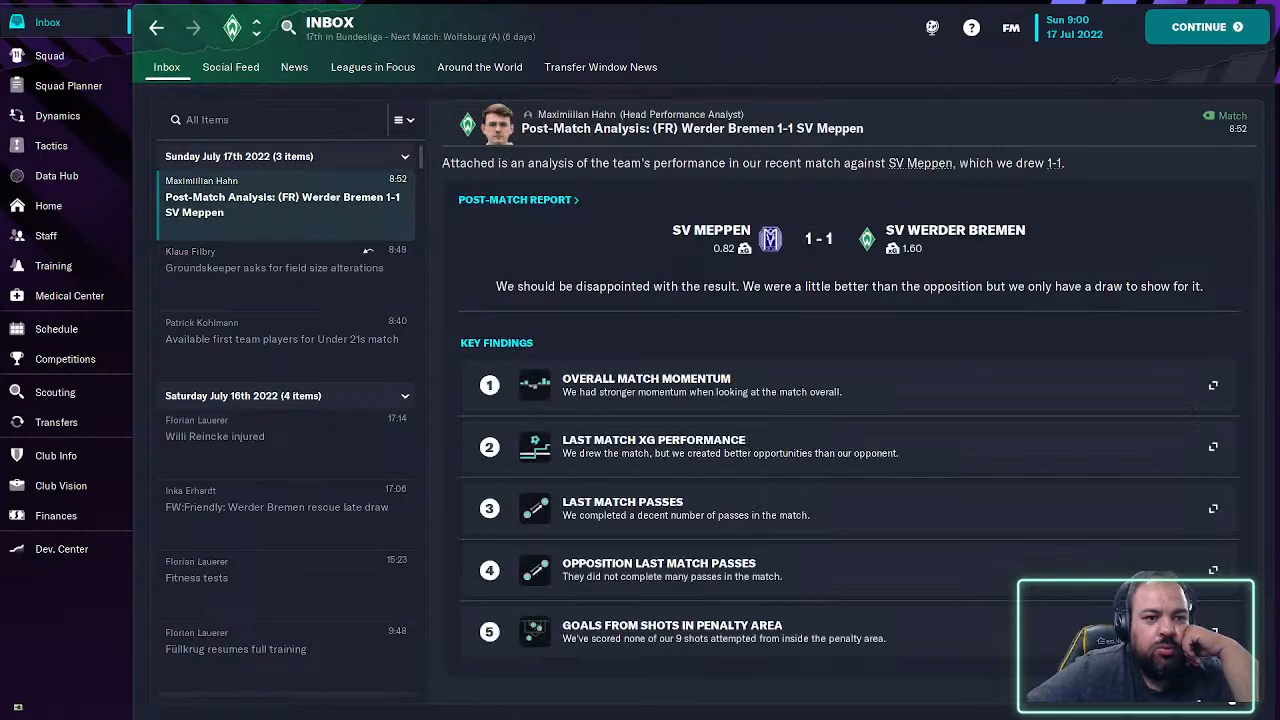 Inbox
Squad
Squad Planner
Dynamics
Tactics
Data Hub
Home
Staff
Training
Medical Center
Schedule
Competitions
Scouting
Transfers
Club Info
Club Vision
Finances
Dev. Center
INBOX
17th in Bundesliga - Next Match: Wolfsburg (A) (6 days)
FM
Sun 9:00
17 Jul 2022
CONTINUE
Inbox Social Feed News Leagues in Focus Around the World Transfer Window News
All Items
Sunday July 17th 2022 (3 items)
Maximilian Hahn 8:52
Post-Match Analysis: (FR) Werder Bremen 1-1
SV Meppen
Klaus Filbry 8:49
Groundskeeper asks for field size alterations
Patrick Kohlmann 8:40
Available first team players for Under 21s match
Saturday July 16th 2022 (4 items)
Florian Lauerer 17:14
Willi Reincke injured
Inka Erhardt 17:06
FW:Friendly: Werder Bremen rescue late draw
Florian Lauerer 15:23
Fitness tests
Florian Lauerer 9:48
Füllkrug resumes full training
Maximilian Hahn (Head Performance Analyst)
Post-Match Analysis: (FR) Werder Bremen 1-1 SV Meppen
Match
8:52
Attached is an analysis of the team's performance in our recent match against SV Meppen, which we drew 1-1.
POST-MATCH REPORT >
SV MEPPEN 1 - 1 SV WERDER BREMEN
0.82 xG 1.60
We should be disappointed with the result. We were a little better than the opposition but we only have a draw to show for it.
KEY FINDINGS
1 OVERALL MATCH MOMENTUM
We had stronger momentum when looking at the match overall.
2 LAST MATCH XG PERFORMANCE
We drew the match, but we created better opportunities than our opponent.
3 LAST MATCH PASSES
We completed a decent number of passes in the match.
4 OPPOSITION LAST MATCH PASSES
They did not complete many passes in the match.
5 GOALS FROM SHOTS IN PENALTY AREA
We've scored none of our 9 shots attempted from inside the penalty area.